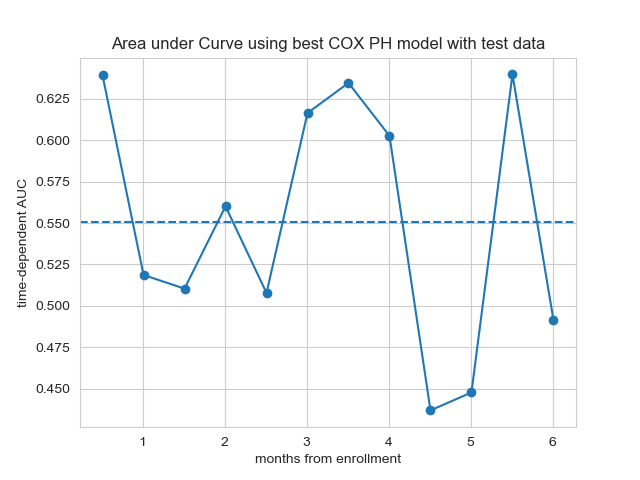 Area under Curve using best COX PH model with test data
time-dependent AUC
0.625
0.600
0.575
0.550
0.525
0.500
0.475
0.450
1 2 3 4 5 6
months from enrollment